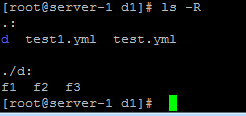 [root@server-1 d1]# ls -R
.:
d  test1.yml  test.yml

./d:
f1  f2  f3
[root@server-1 d1]#